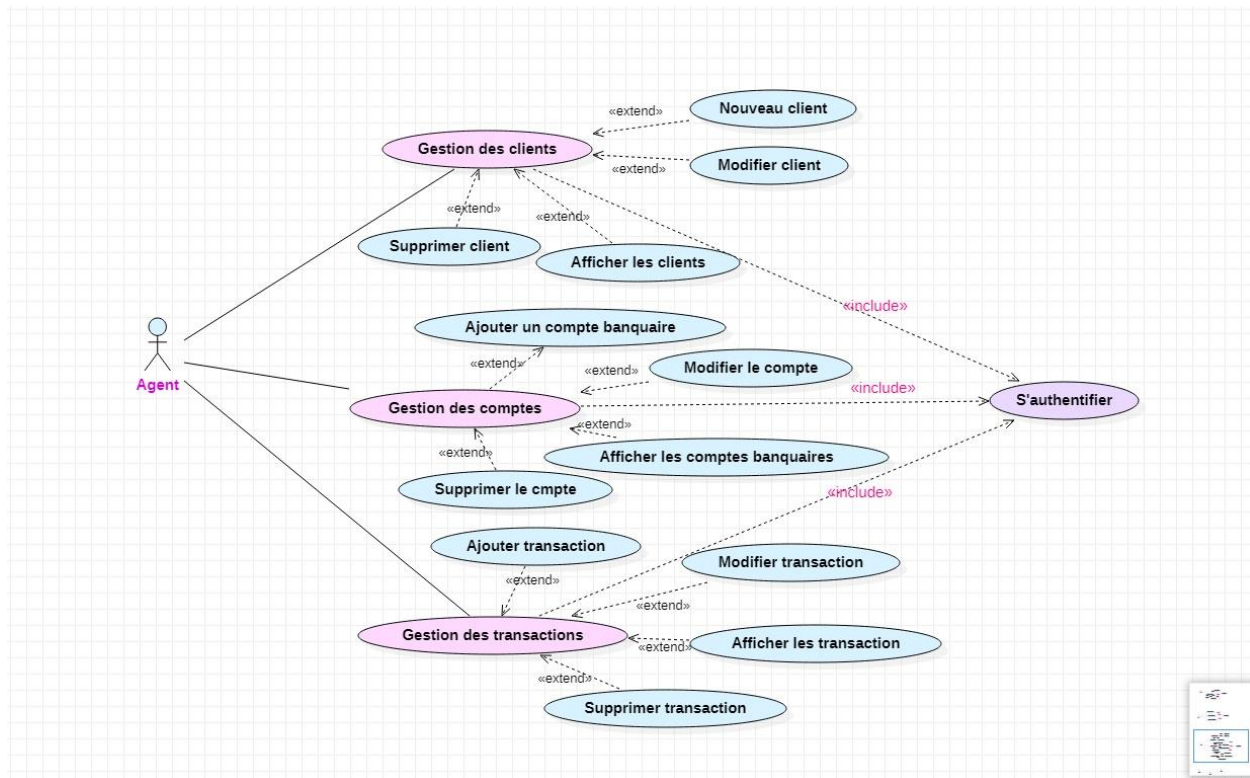 «extend»
Nouveau client
Gestion des clients
«extend»
Modifier client
«extend»
«extend»
Supprimer client
Afficher les clients
«include»
Ajouter un compte banquaire
«extend»
«extend»
Modifier le compte
Agent
«include»
Gestion des comptes
S'authentifier
«extend»
«extend»
Afficher les comptes banquaires
Supprimer le cmpte
«include»
Ajouter transaction
«extend»
Modifier transaction
«extend»
Gestion des transactions
«extend»
Afficher les transaction
«extend»
Supprimer transaction